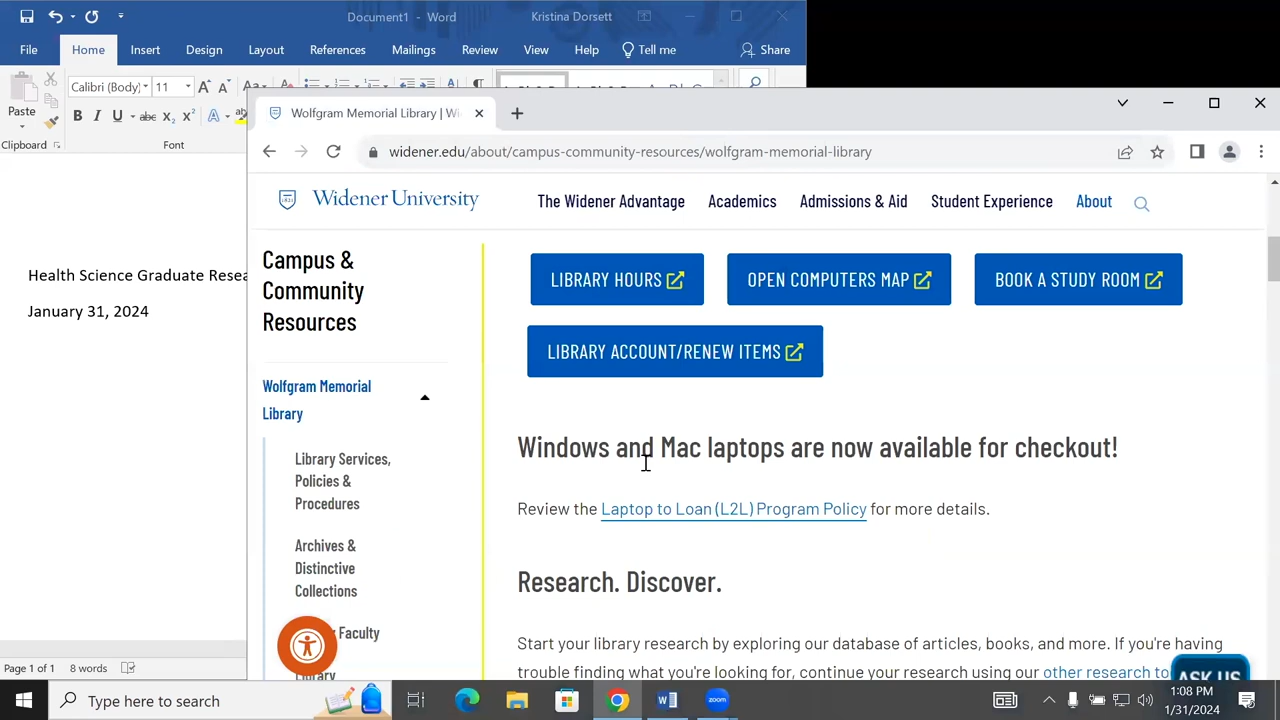 Document1 - Word
Kristina Dorsett
File
Home
Insert
Design
Layout
References
Mailings
Review
View
Help
Tell me
Share
Paste
Calibri (Body)
11
Clipboard
Font
Wolfgram Memorial Library | Wi
widener.edu/about/campus-community-resources/wolfgram-memorial-library
Widener University
The Widener Advantage
Academics
Admissions & Aid
Student Experience
About
Campus &
Community
Resources
Wolfgram Memorial
Library
Library Services,
Policies &
Procedures
Archives &
Distinctive
Collections
Faculty
Library
LIBRARY HOURS
OPEN COMPUTERS MAP
BOOK A STUDY ROOM
LIBRARY ACCOUNT/RENEW ITEMS
Windows and Mac laptops are now available for checkout!
Review the Laptop to Loan (L2L) Program Policy for more details.
Research. Discover.
Start your library research by exploring our database of articles, books, and more. If you're having
trouble finding what you're looking for, continue your research using our other research to
ASK US
Health Science Graduate Resea
January 31, 2024
Page 1 of 1
8 words
Type here to search
zoom
1:08 PM
1/31/2024